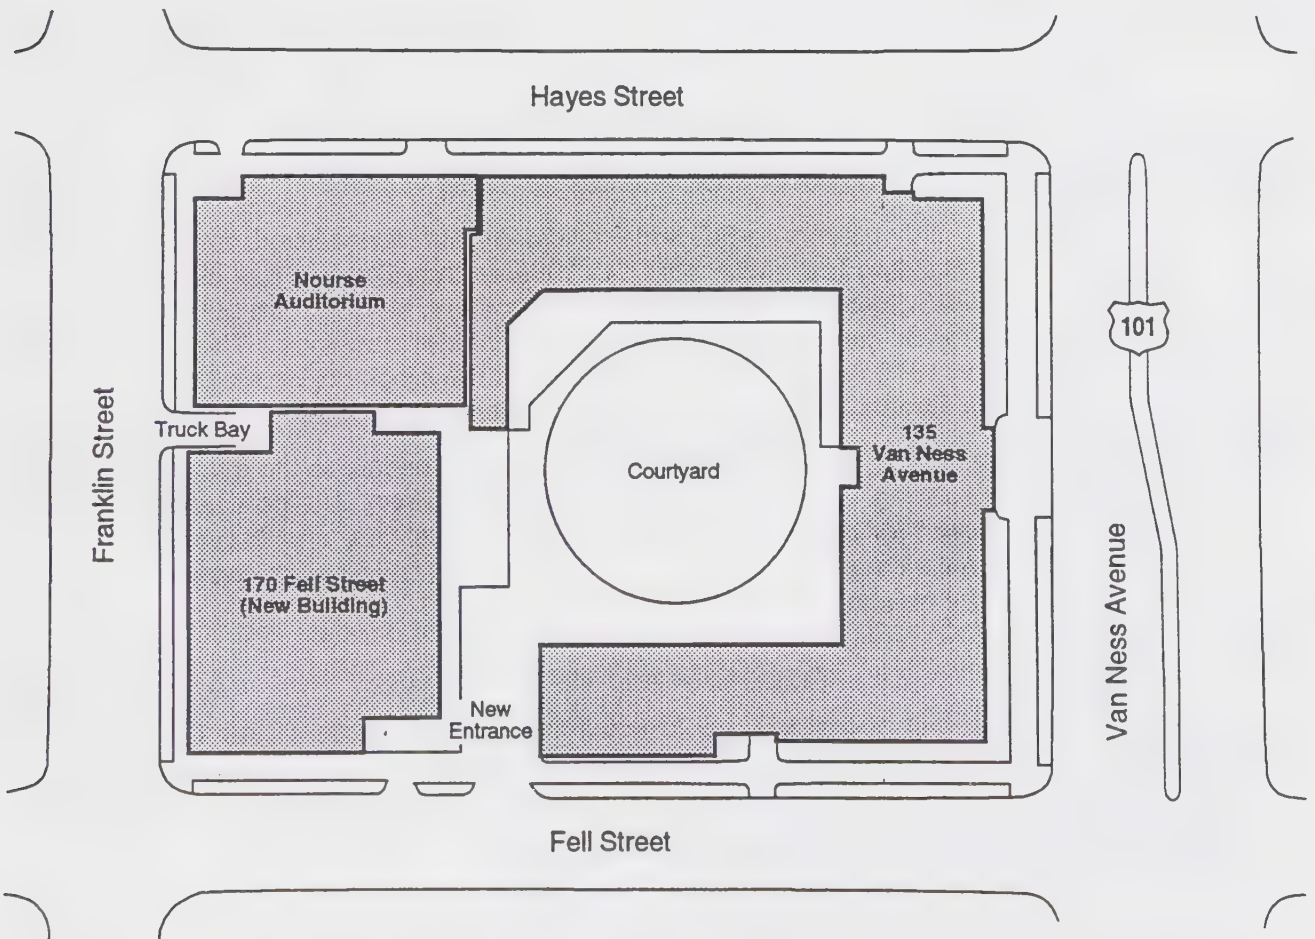 Hayes Street
Nourse
Auditorium
101
Franklin Street
Truck Bay
135
Van Ness
Avenue
Courtyard
170 Fell Street
(New Building)
Van Ness Avenue
New
Entrance
Fell Street